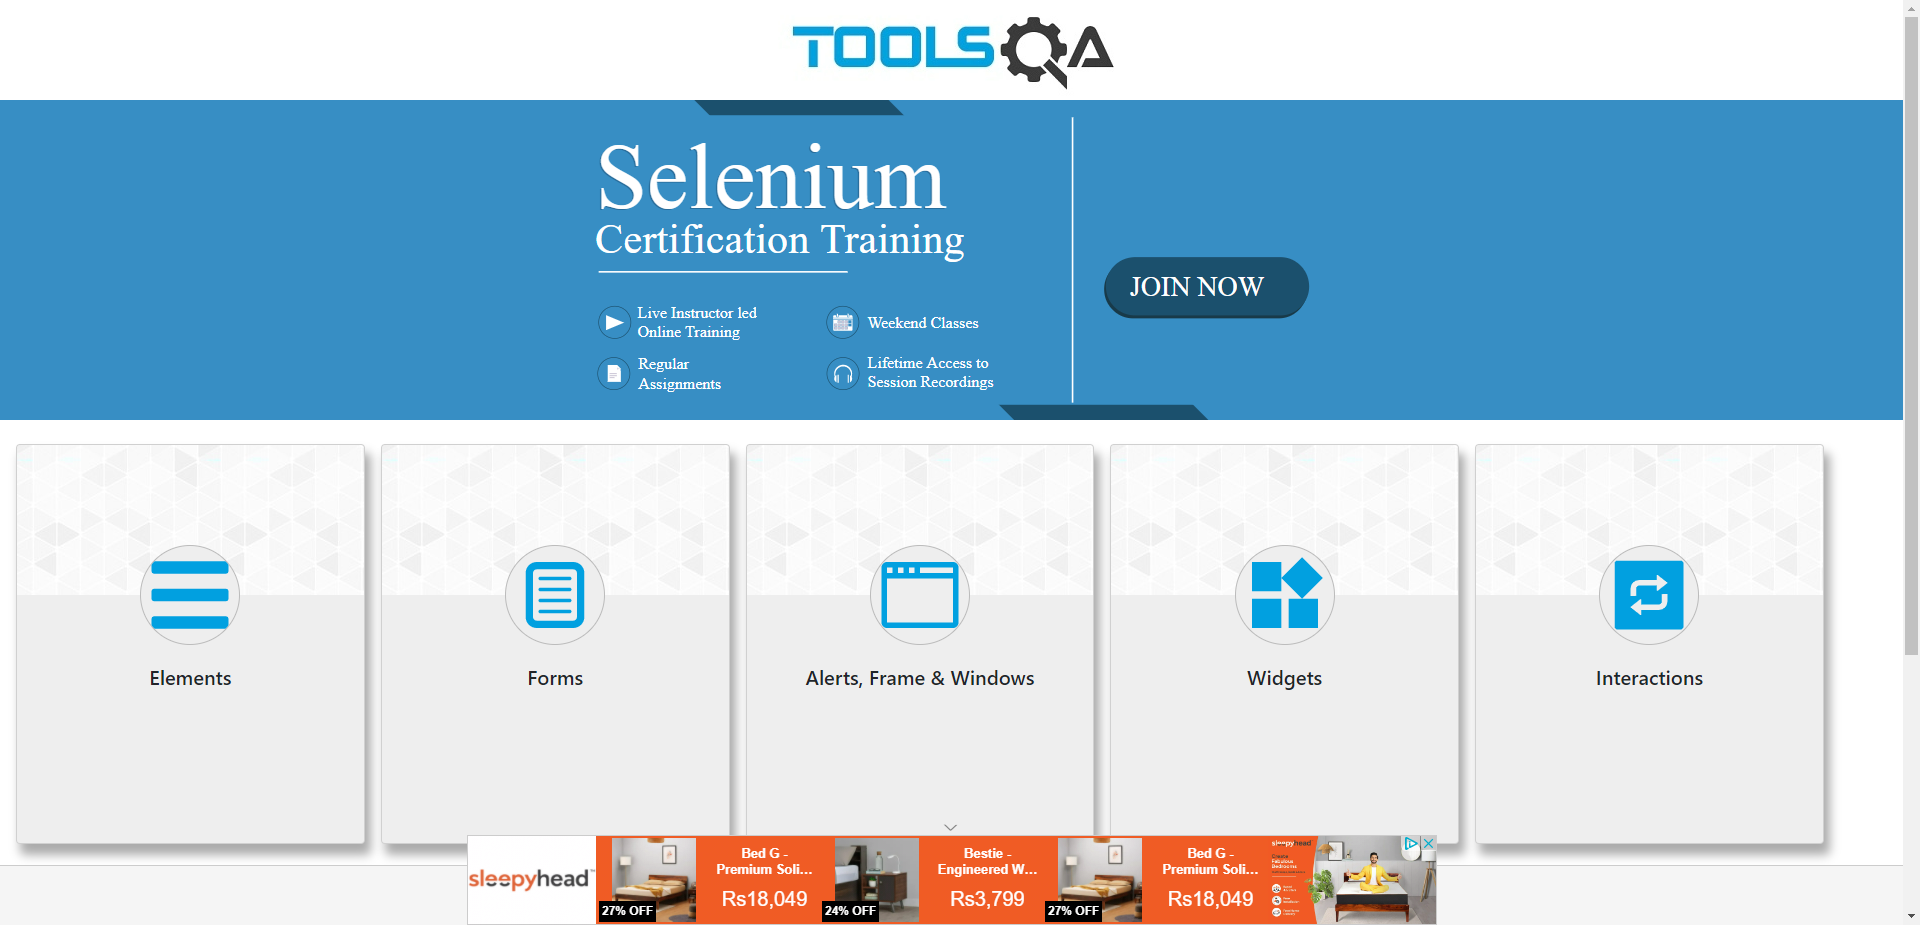 TOOLSQA
Selenium
Certification Training
JOIN NOW
Live Instructor led
Online Training
Weekend Classes
Regular
Assignments
Lifetime Access to
Session Recordings
Elements
Forms
Alerts, Frame & Windows
Widgets
Interactions
sleepyhead
27% OFF
Bed G -
Premium Soli...
Rs18,049
24% OFF
Bestie -
Engineered W...
Rs3,799
27% OFF
Bed G -
Premium Soli...
Rs18,049
sleepyhead